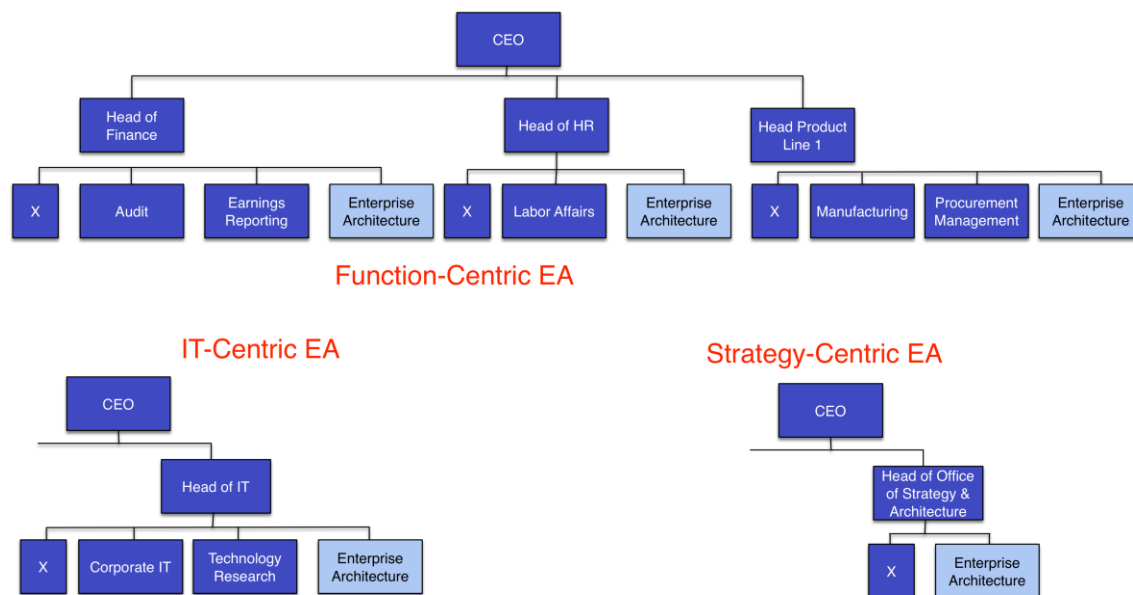 CEO
Head of
Finance
Head of HR
Head Product
Line 1
X
Audit
Earnings
Reporting
Enterprise
Architecture
X
Labor Affairs
Enterprise
Architecture
X
Manufacturing
Procurement
Management
Enterprise
Architecture
Function-Centric EA
IT-Centric EA
CEO
Head of IT
X
Corporate IT
Technology
Research
Enterprise
Architecture
Strategy-Centric EA
CEO
Head of Office
of Strategy &
Architecture
X
Enterprise
Architecture